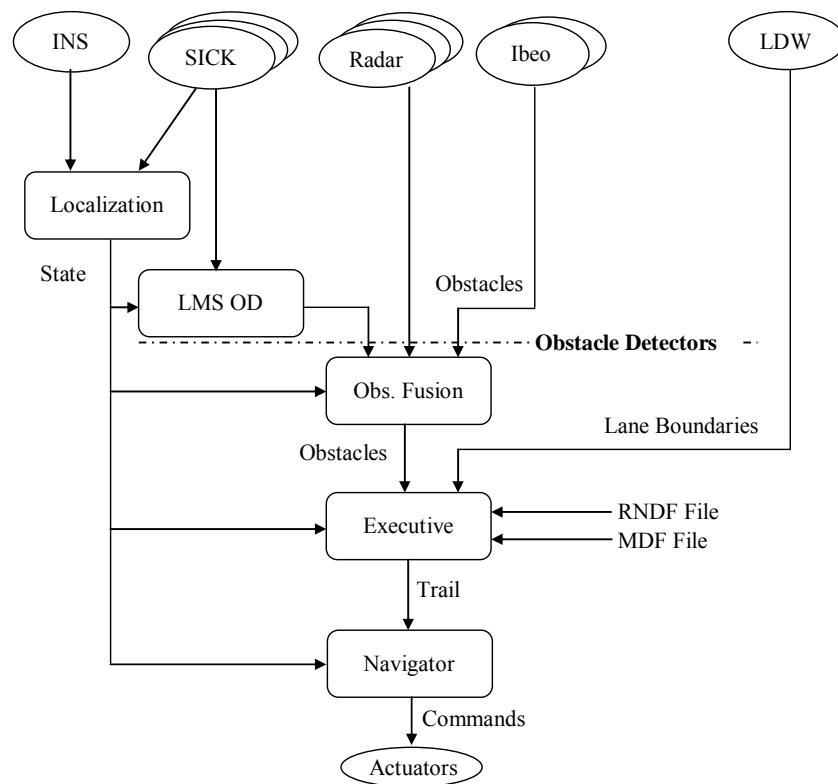 INS
SICK
Radar
Ibeo
LDW
Localization
State
LMS OD
Obstacles
Obstacle Detectors
Obs. Fusion
Lane Boundaries
Obstacles
Executive
RNDF File
MDF File
Trail
Navigator
Commands
Actuators